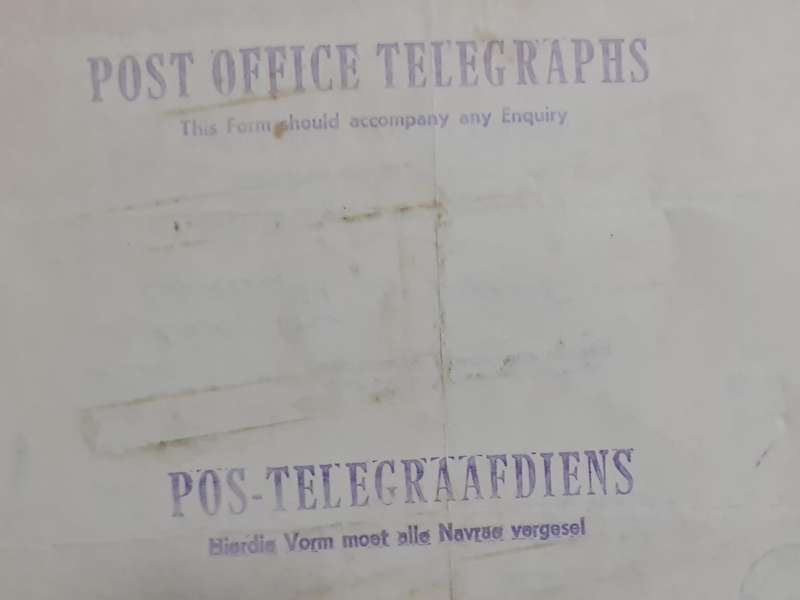 POST OFFICE TELEGRAPHS
This Form should accompany any Enquiry
POS-TELEGRAAFDIENS
Hierdie Vorm moet alle Navrae vergesel